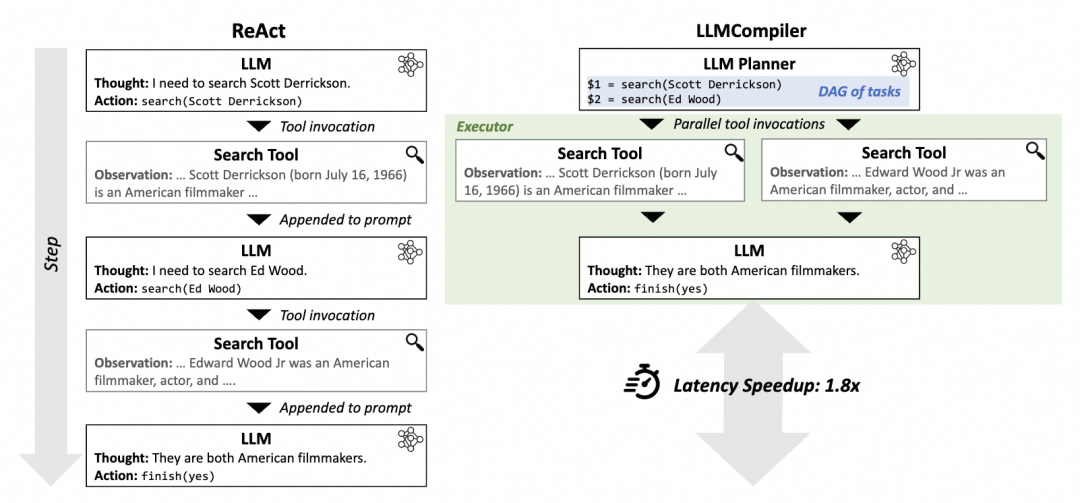 ReAct
Step
LLM
Thought: I need to search Scott Derrickson.
Action: search(Scott Derrickson)
Tool invocation
Search Tool
Observation: ... Scott Derrickson (born July 16, 1966)
is an American filmmaker ...
Appended to prompt
LLM
Thought: I need to search Ed Wood.
Action: search(Ed Wood)
Tool invocation
Search Tool
Observation: ... Edward Wood Jr was an American
filmmaker, actor, and ....
Appended to prompt
LLM
Thought: They are both American filmmakers.
Action: finish(yes)
LLMCompiler
LLM Planner
$1 = search(Scott Derrickson)
$2 = search(Ed Wood)
DAG of tasks
Executor
Parallel tool invocations
Search Tool
Observation: ... Scott Derrickson (born July
16, 1966) is an American filmmaker ...
Search Tool
Observation: ... Edward Wood Jr was an
American filmmaker, actor, and ...
LLM
Thought: They are both American filmmakers.
Action: finish(yes)
Latency Speedup: 1.8x